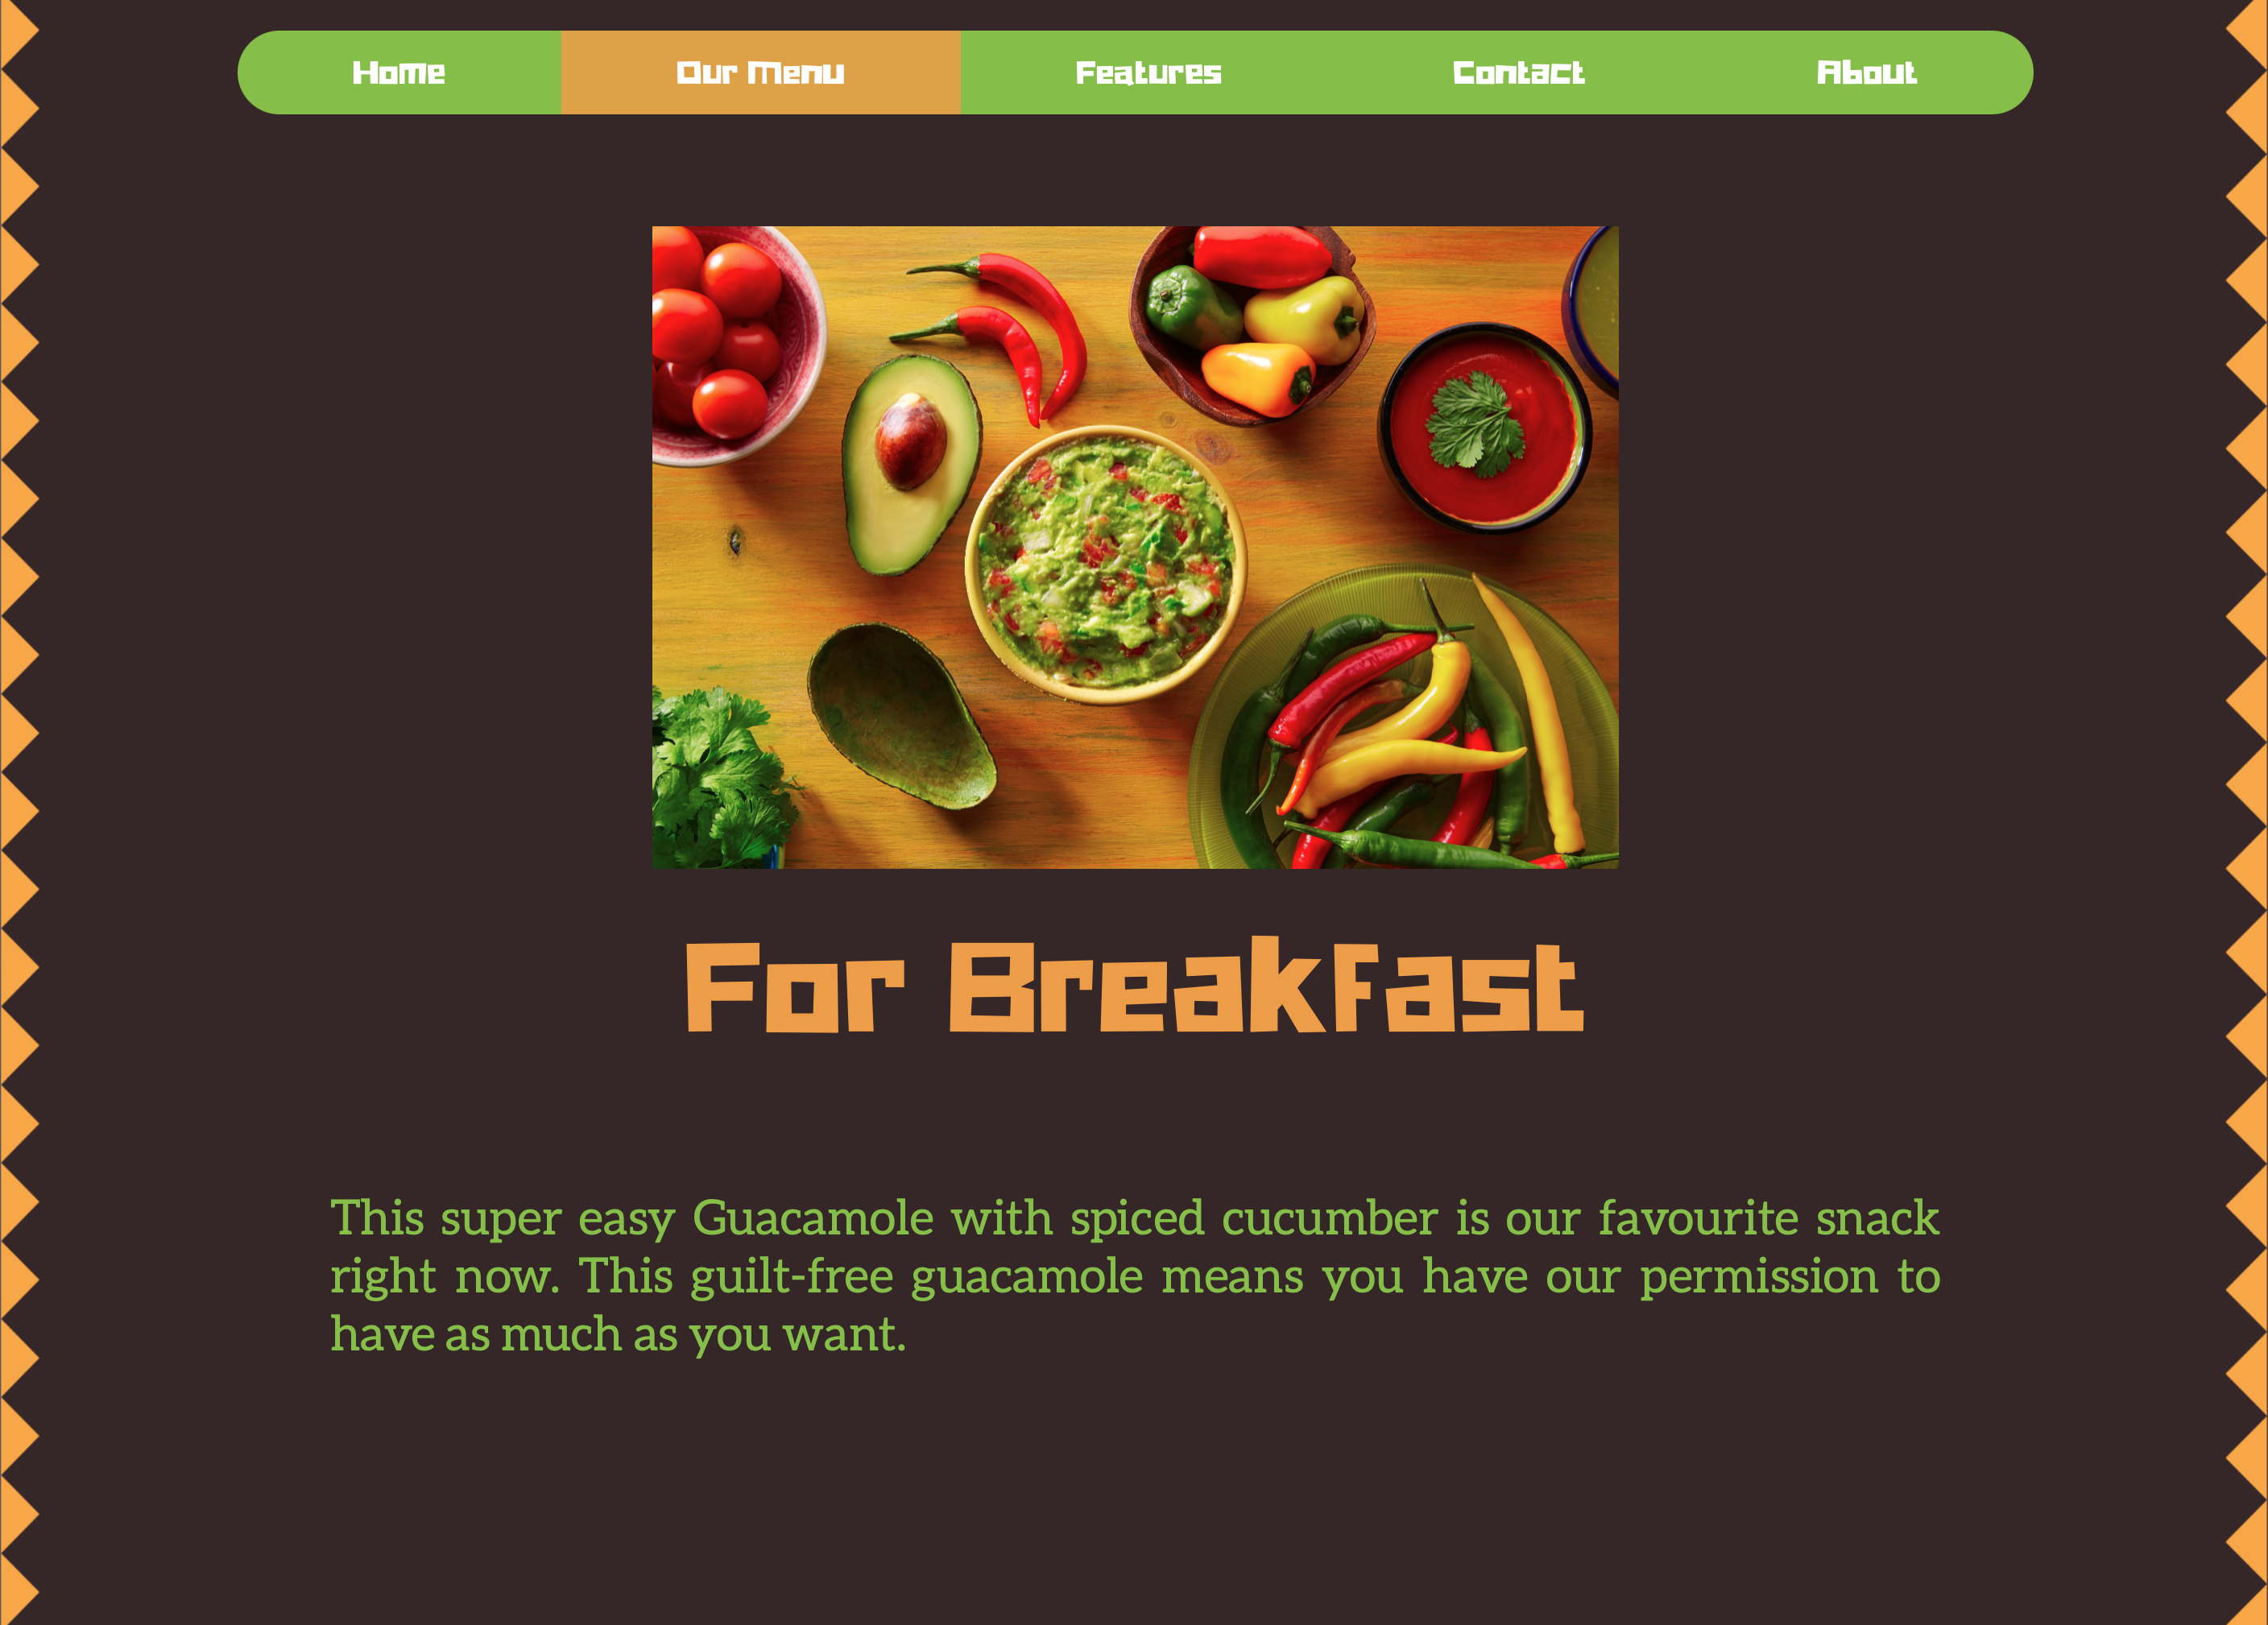 Home Our Menu Features Contact About
For Breakfast
This super easy Guacamole with spiced cucumber is our favourite snack
right now. This guilt-free guacamole means you have our permission to
have as much as you want.